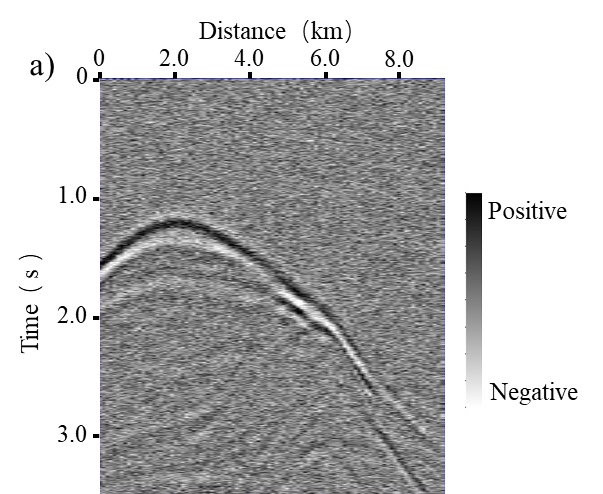 Distance（km）
a) 0 2.0 4.0 6.0 8.0
0
1.0
2.0
3.0
Time（s）
Positive
Negative